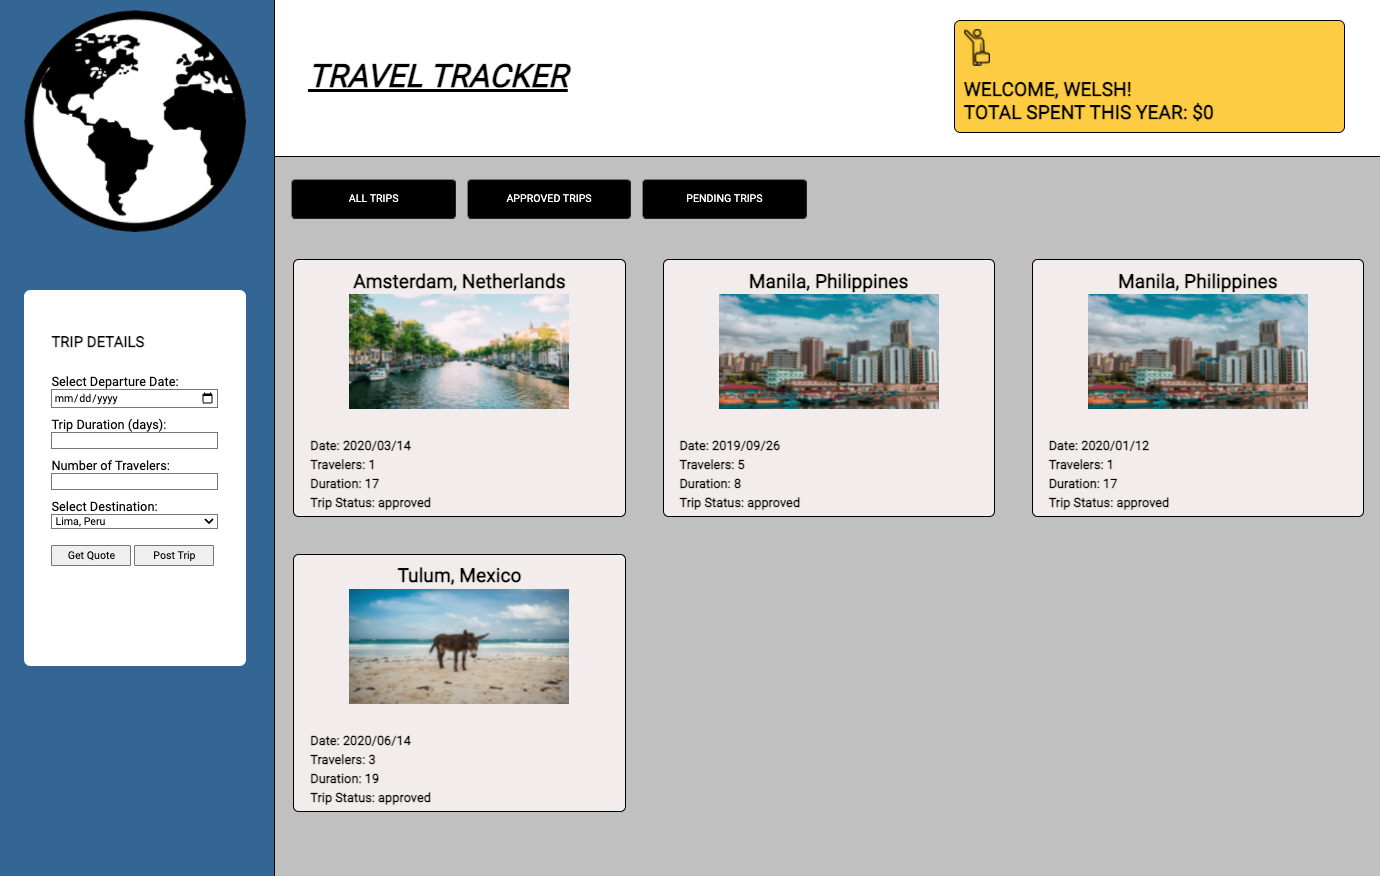 TRAVEL TRACKER
WELCOME, WELSH!
TOTAL SPENT THIS YEAR: $0
ALL TRIPS
APPROVED TRIPS
PENDING TRIPS
TRIP DETAILS
Select Departure Date:
mm/dd/yyyy
Trip Duration (days):
Number of Travelers:
Select Destination:
Lima, Peru
Get Quote
Post Trip
Amsterdam, Netherlands
Date: 2020/03/14
Travelers: 1
Duration: 17
Trip Status: approved
Manila, Philippines
Date: 2019/09/26
Travelers: 5
Duration: 8
Trip Status: approved
Manila, Philippines
Date: 2020/01/12
Travelers: 1
Duration: 17
Trip Status: approved
Tulum, Mexico
Date: 2020/06/14
Travelers: 3
Duration: 19
Trip Status: approved